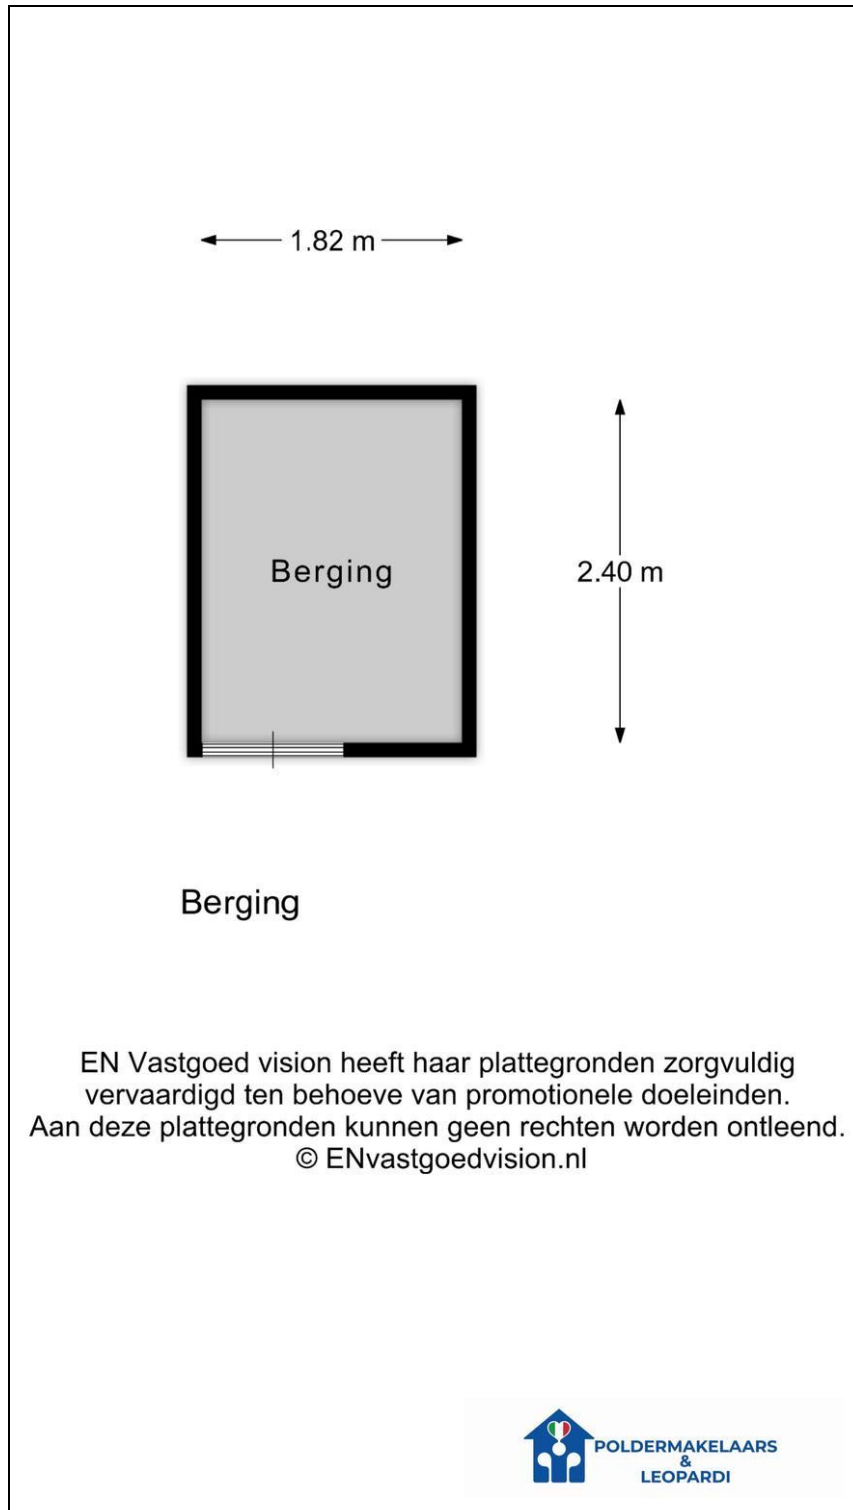 1.82 m
Berging
2.40 m
Berging
EN Vastgoed vision heeft haar plattegronden zorgvuldig
vervaardigd ten behoeve van promotionele doeleinden.
Aan deze plattegronden kunnen geen rechten worden ontleend.
© ENvastgoedvision.nl
POLDERMAKELAARS
&
LEOPARDI